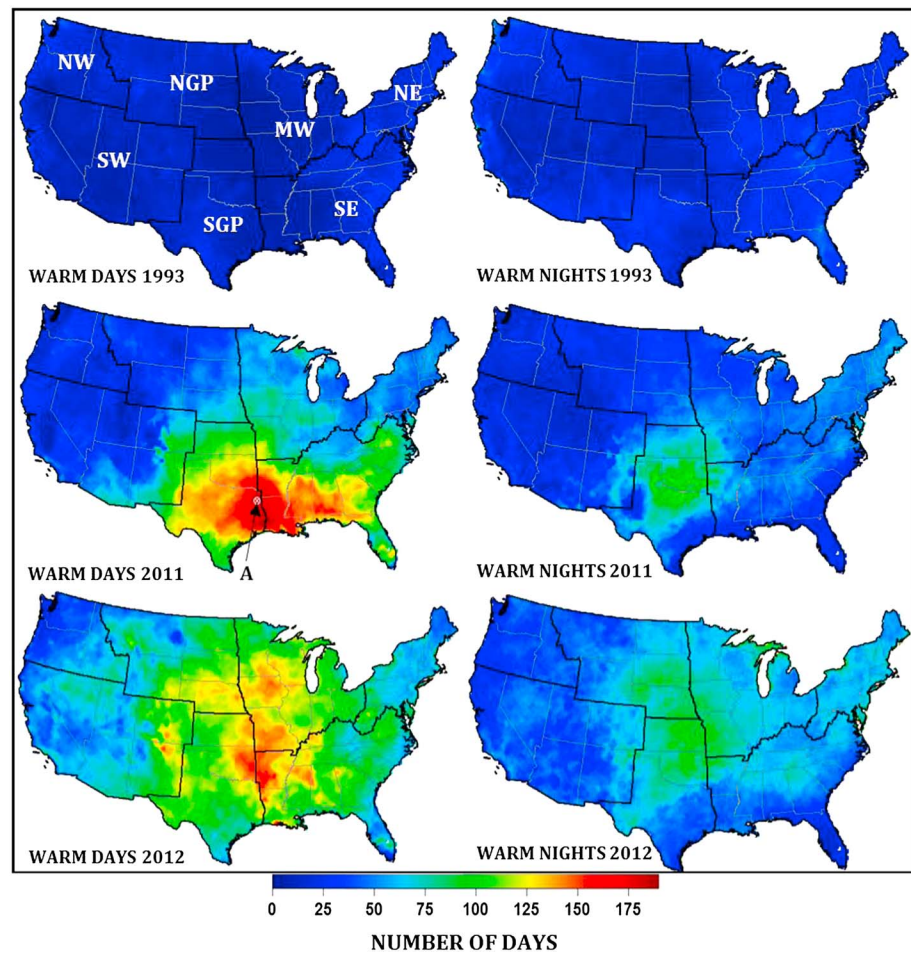 NW
NGP
NE
MW
SW
SGP
SE
WARM DAYS 1993
WARM NIGHTS 1993
A
WARM DAYS 2011
WARM NIGHTS 2011
WARM DAYS 2012
WARM NIGHTS 2012
0 25 50 75 100 125 150 175
NUMBER OF DAYS